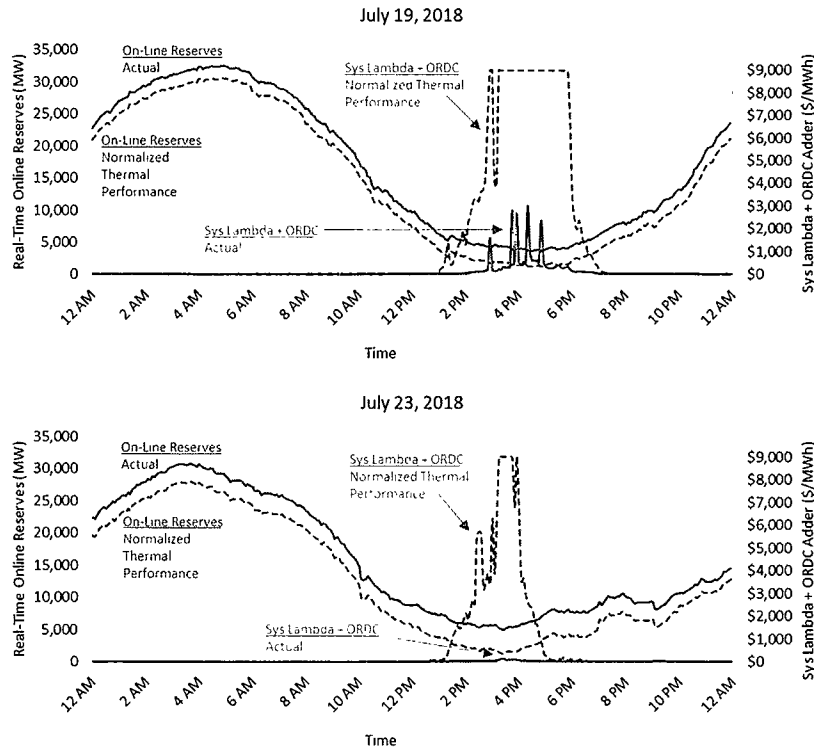 July 19, 2018
Real-Time Online Reserves (MW)
35,000
30,000
25,000
20,000
15,000
10,000
5,000
0
On-Line Reserves
Actual
On-Line Reserves
Normalized
Thermal
Performance
Sys Lambda + ORDC
Normalized Thermal
Performance
Sys Lambda + ORDC
Actual
$9,000
$8,000
$7,000
$6,000
$5,000
$4,000
$3,000
$2,000
$1,000
$0
Sys Lambda + ORDC Adder ($/MWh)
12 AM
2 AM
4 AM
6 AM
8 AM
10 AM
12 PM
2 PM
4 PM
6 PM
8 PM
10 PM
12 AM
Time
July 23, 2018
Real-Time Online Reserves (MW)
35,000
30,000
25,000
20,000
15,000
10,000
5,000
0
On-Line Reserves
Actual
On-Line Reserves
Normalized
Thermal
Performance
Sys Lambda + ORDC
Normalized Thermal
Performance
Sys Lambda + ORDC
Actual
$9,000
$8,000
$7,000
$6,000
$5,000
$4,000
$3,000
$2,000
$1,000
$0
Sys Lambda + ORDC Adder ($/MWh)
12 AM
2 AM
4 AM
6 AM
8 AM
10 AM
12 PM
2 PM
4 PM
6 PM
8 PM
10 PM
12 AM
Time